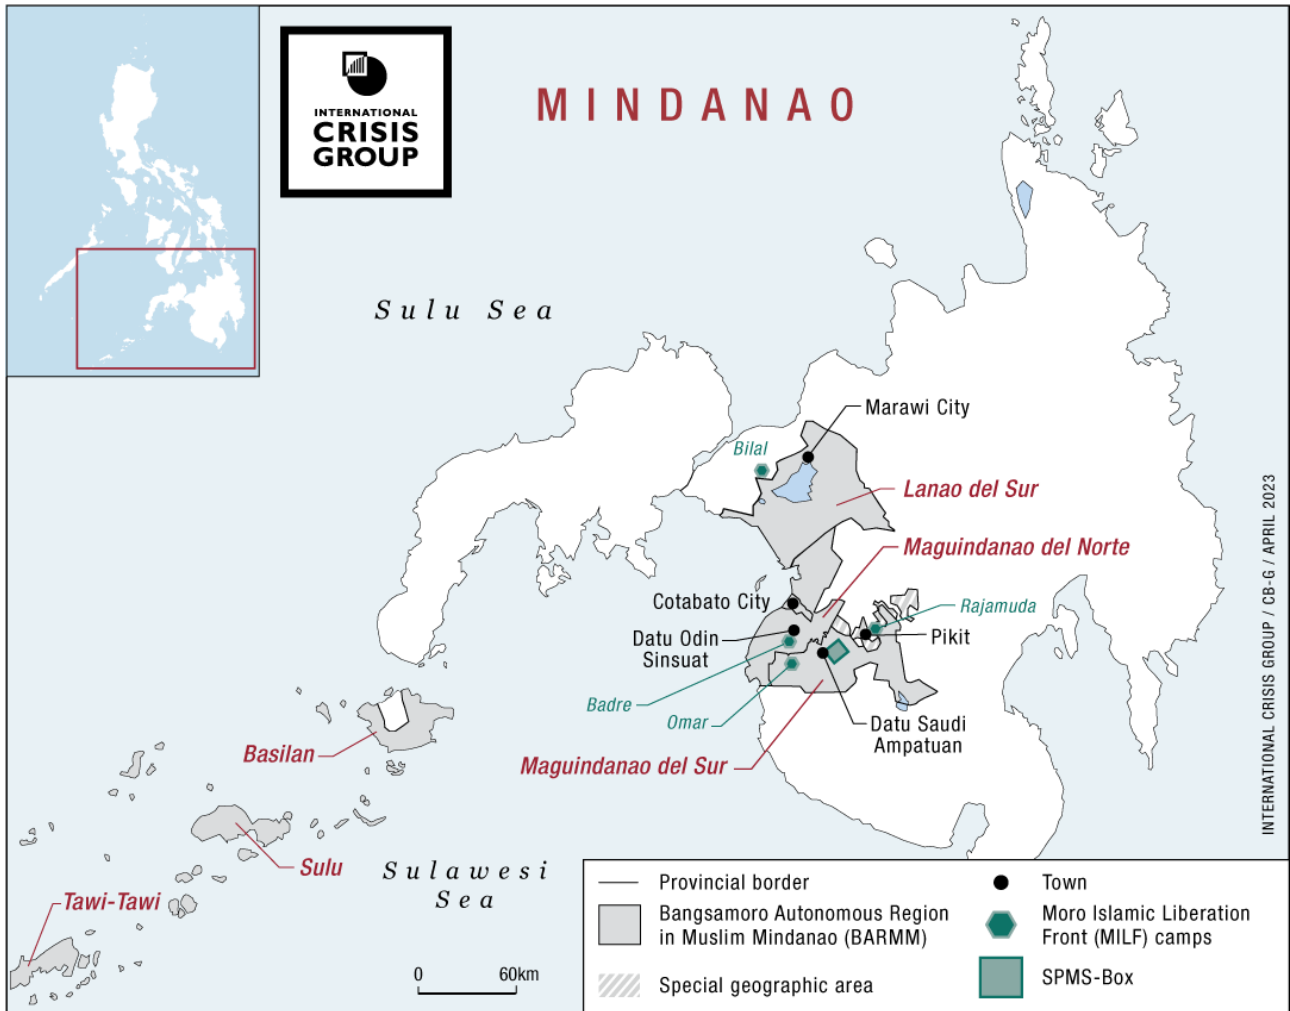 INTERNATIONAL
CRISIS
GROUP
MINDANAO
Sulu Sea
Marawi City
Bilal
Lanao del Sur
Maguindanao del Norte
Cotabato City
Rajamuda
Datu Odin
Sinsuat
Pikit
Badre
Omar
Datu Saudi
Ampatuan
Basilan
Maguindanao del Sur
Sulu
Sulawesi
Sea
Tawi-Tawi
0 60km
Provincial border
Bangsamoro Autonomous Region
in Muslim Mindanao (BARMM)
Special geographic area
Town
Moro Islamic Liberation
Front (MILF) camps
SPMS-Box
INTERNATIONAL CRISIS GROUP / CB-G / APRIL 2023